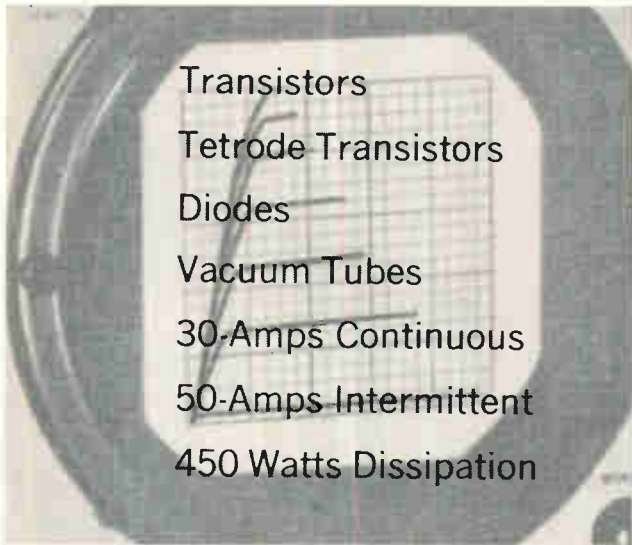 Transistors
Tetrode Transistors
Diodes
Vacuum Tubes
30-Amps Continuous
50-Amps Intermittent
450 Watts Dissipation